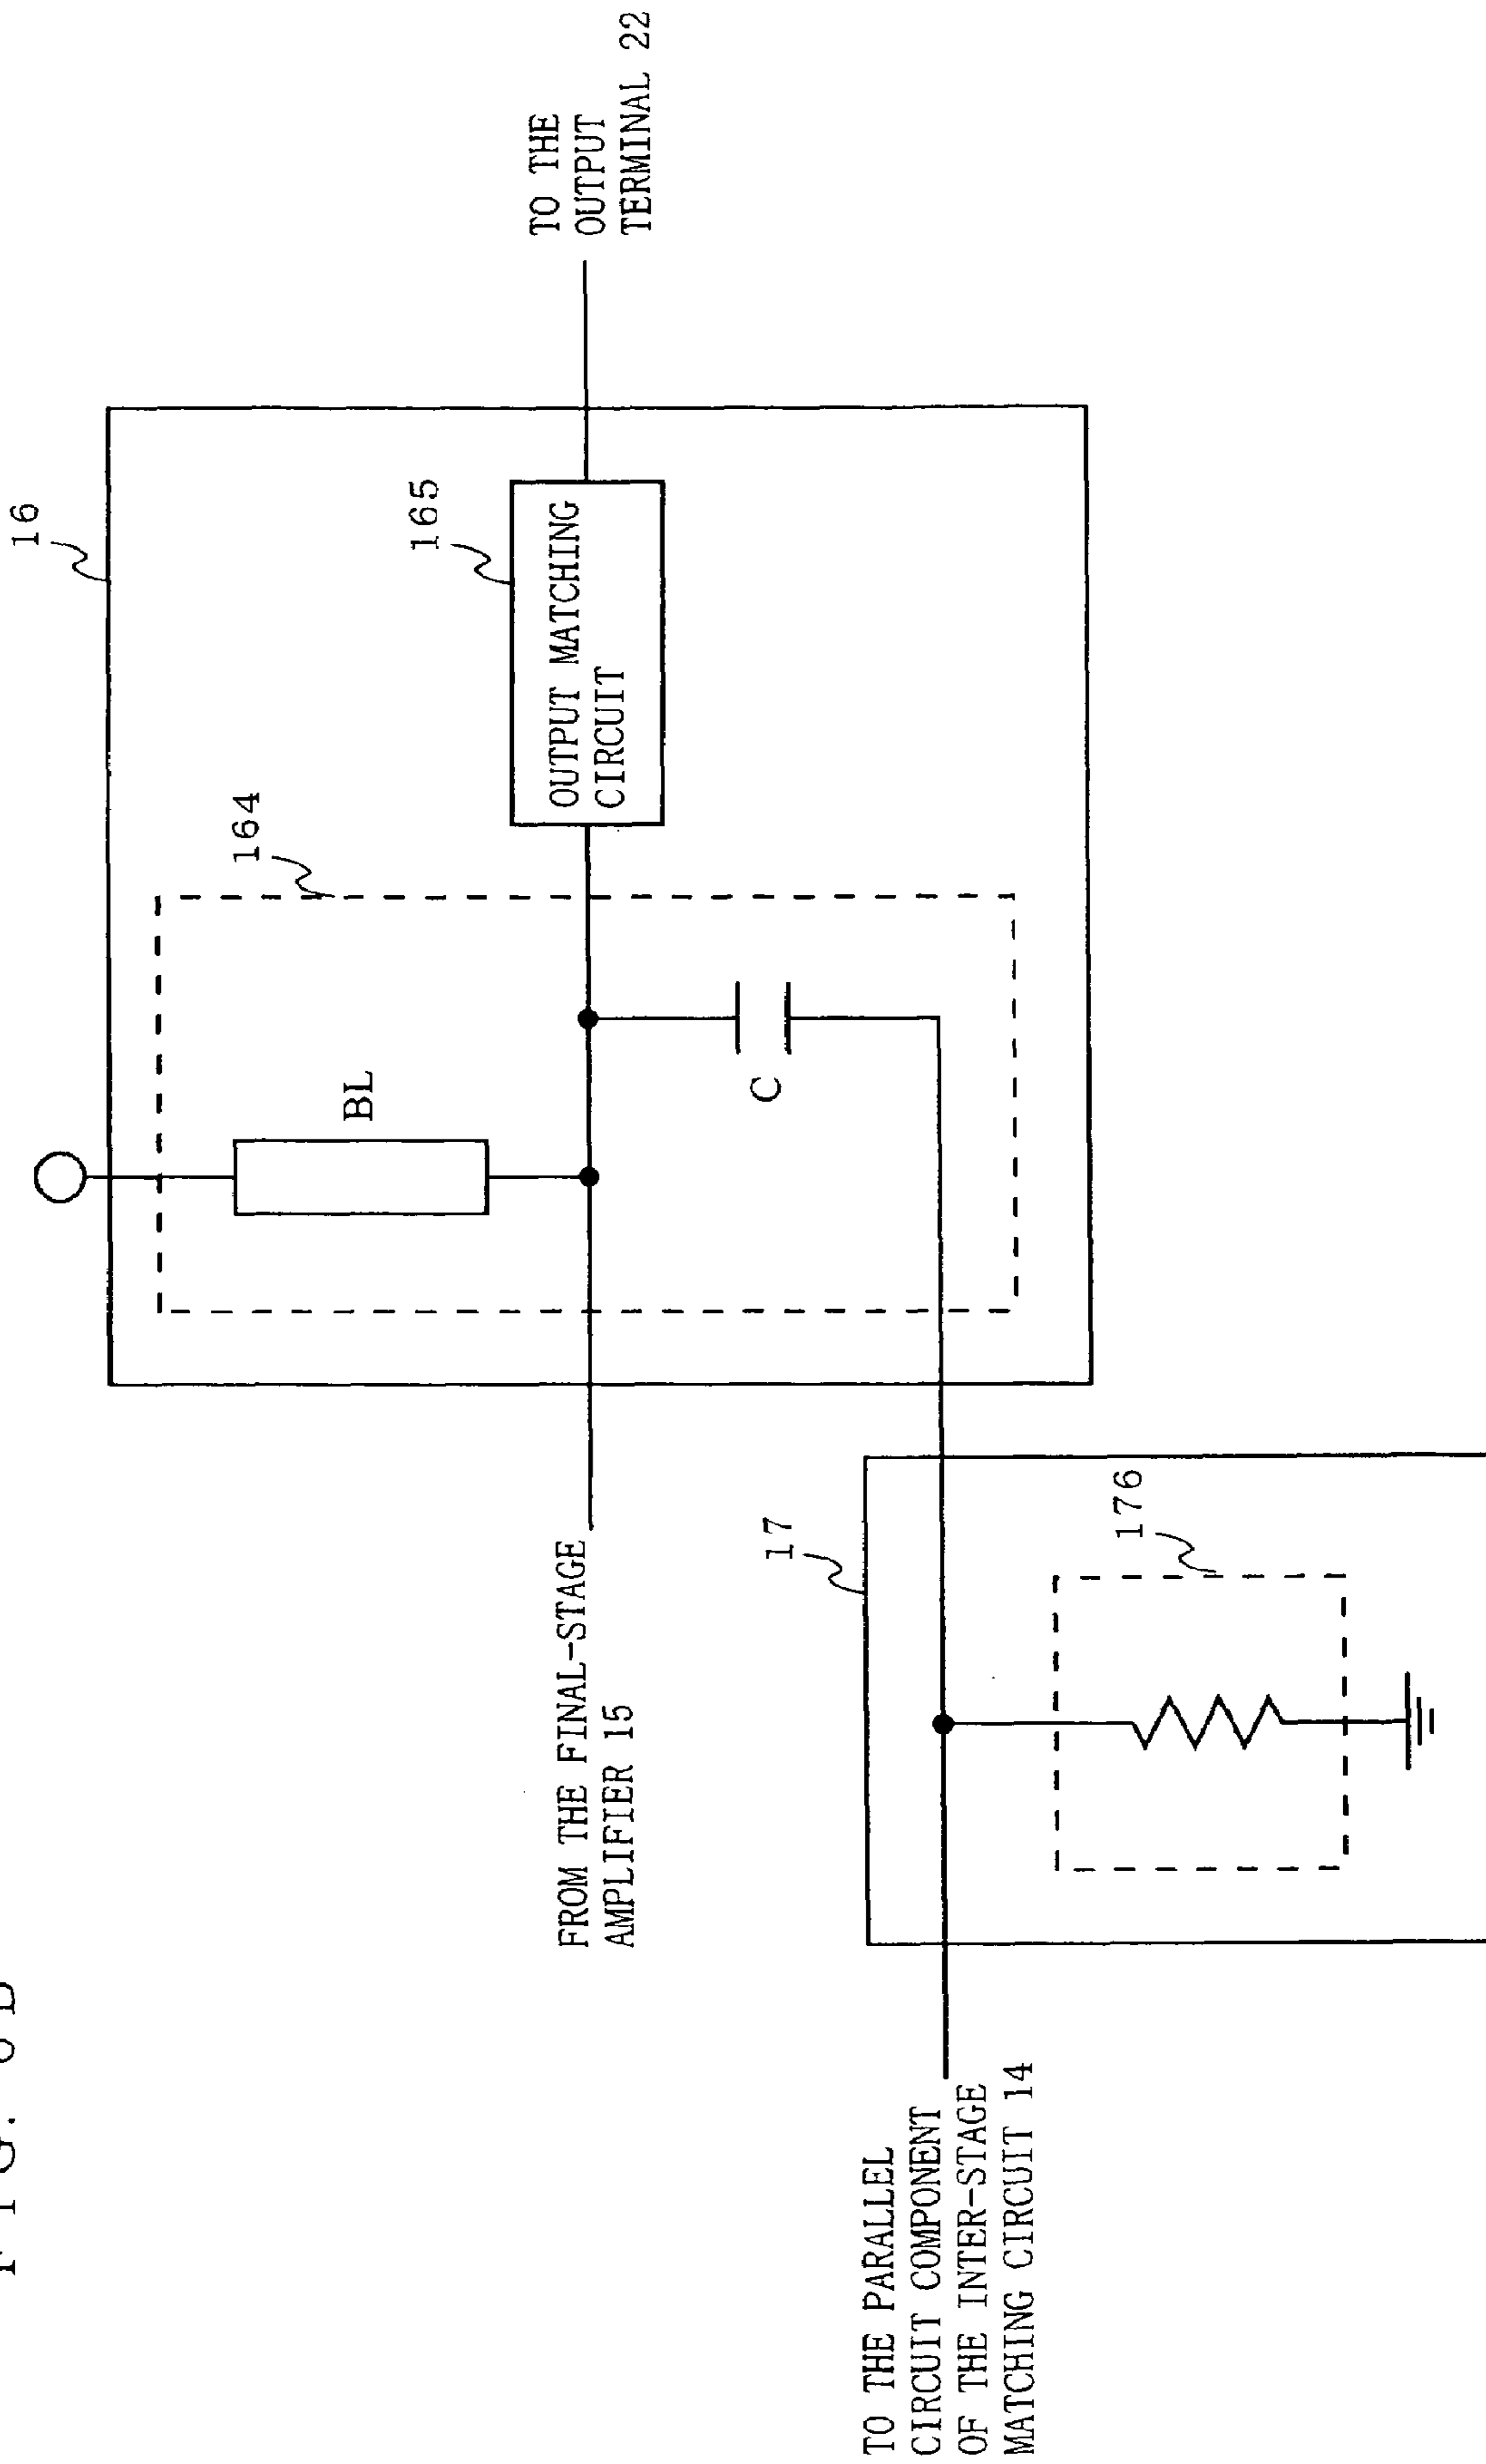 16
TO THE
OUTPUT
TERMINAL 22
165
OUTPUT MATCHING
CIRCUIT
164
BL
C
FROM THE FINAL-STAGE
AMPLIFIER 15
17
176
TO THE PARALLEL
CIRCUIT COMPONENT
OF THE INTER-STAGE
MATCHING CIRCUIT 14